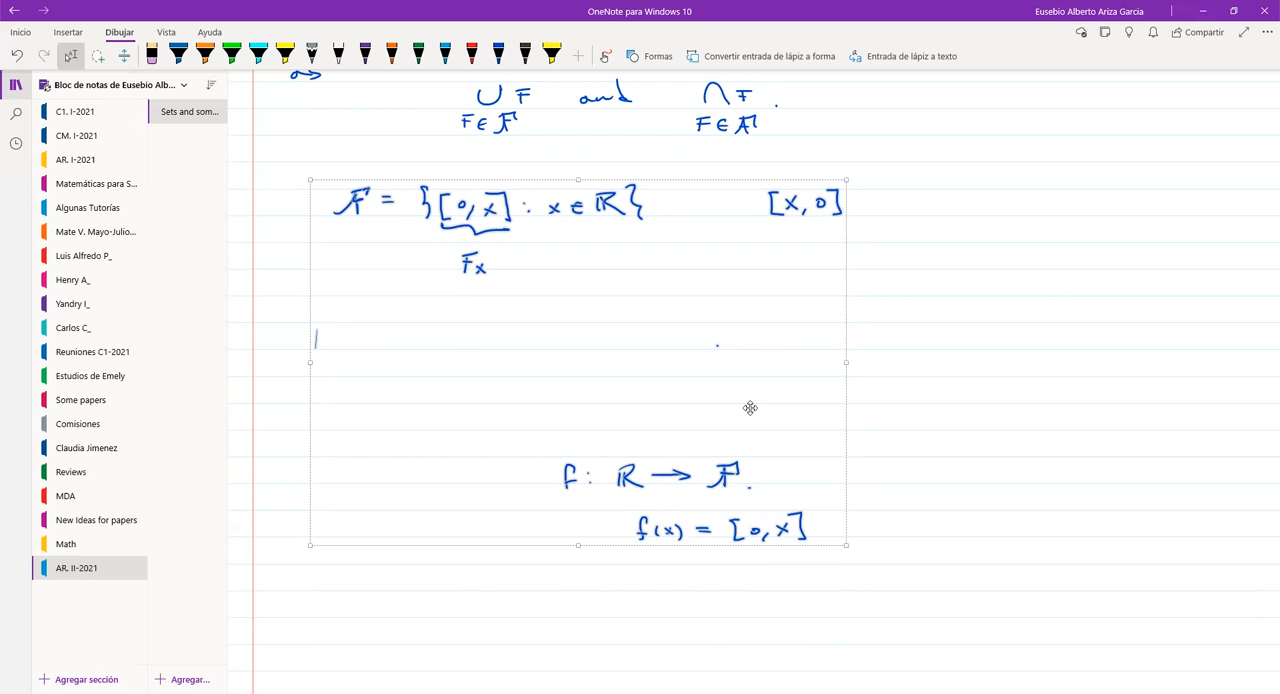 OneNote para Windows 10
Eusebio Alberto Ariza Garcia
Inicio Insertar Dibujar Vista Ayuda
Compartir
Formas Convertir entrada de lápiz a forma Entrada de lápiz a texto
Bloc de notas de Eusebio Alb...
Sets and som...
C1. I-2021
CM. I-2021
AR. I-2021
Matemáticas para S...
Algunas Tutorías
Mate V. Mayo-Julio...
Luis Alfredo P_
Henry A_
Yandry I_
Carlos C_
Reuniones C1-2021
Estudios de Emely
Some papers
Comisiones
Claudia Jimenez
Reviews
MDA
New Ideas for papers
Math
AR. II-2021
Agregar sección
Agregar...
∪ F and ∩ F .
F ∈ ℱ F ∈ ℱ
ℱ = { [0, x] : x ∈ ℝ } [x, 0]
Fx
f : ℝ → ℱ .
f(x) = [0, x]